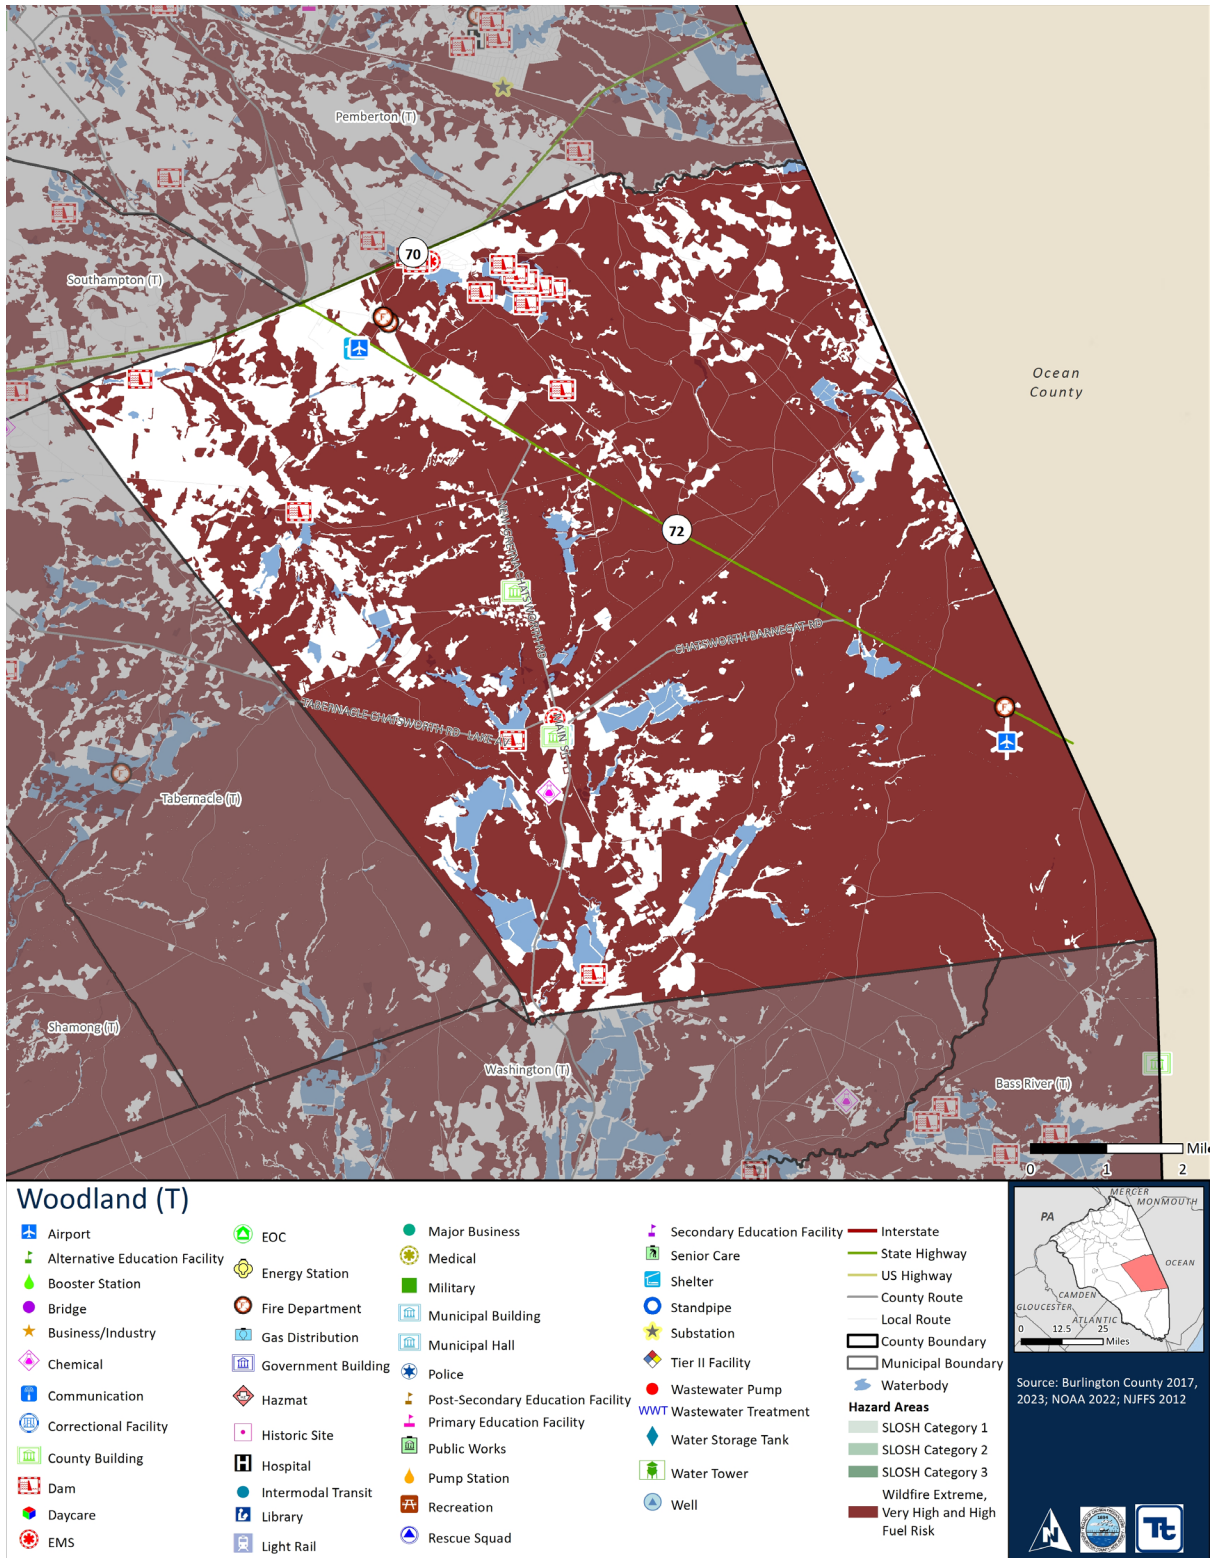 Pemberton (T)
70
Southampton (T)
Ocean
County
72
NEW GRETNA CHATSWORTH RD
CHATSWORTH BARNEGAT RD
TABERNACLE CHATSWORTH RD
MAIN ST
Tabernacle (T)
Shamong (T)
Washington (T)
Bass River (T)
0 1 2
Woodland (T)
Airport
Alternative Education Facility
Booster Station
Bridge
Business/Industry
Chemical
Communication
Correctional Facility
County Building
Dam
Daycare
EMS
EOC
Energy Station
Fire Department
Gas Distribution
Government Building
Hazmat
Historic Site
Hospital
Intermodal Transit
Library
Light Rail
Major Business
Medical
Military
Municipal Building
Municipal Hall
Police
Post-Secondary Education Facility
Primary Education Facility
Public Works
Pump Station
Recreation
Rescue Squad
Secondary Education Facility
Senior Care
Shelter
Standpipe
Substation
Tier II Facility
Wastewater Pump
WWT Wastewater Treatment
Water Storage Tank
Water Tower
Well
Interstate
State Highway
US Highway
County Route
Local Route
County Boundary
Municipal Boundary
Waterbody
Hazard Areas
SLOSH Category 1
SLOSH Category 2
SLOSH Category 3
Wildfire Extreme,
Very High and High
Fuel Risk
MERCER
MONMOUTH
PA
OCEAN
CAMDEN
GLOUCESTER
ATLANTIC
0 12.5 25
Miles
Source: Burlington County 2017,
2023; NOAA 2022; NJFFS 2012
N
Tt